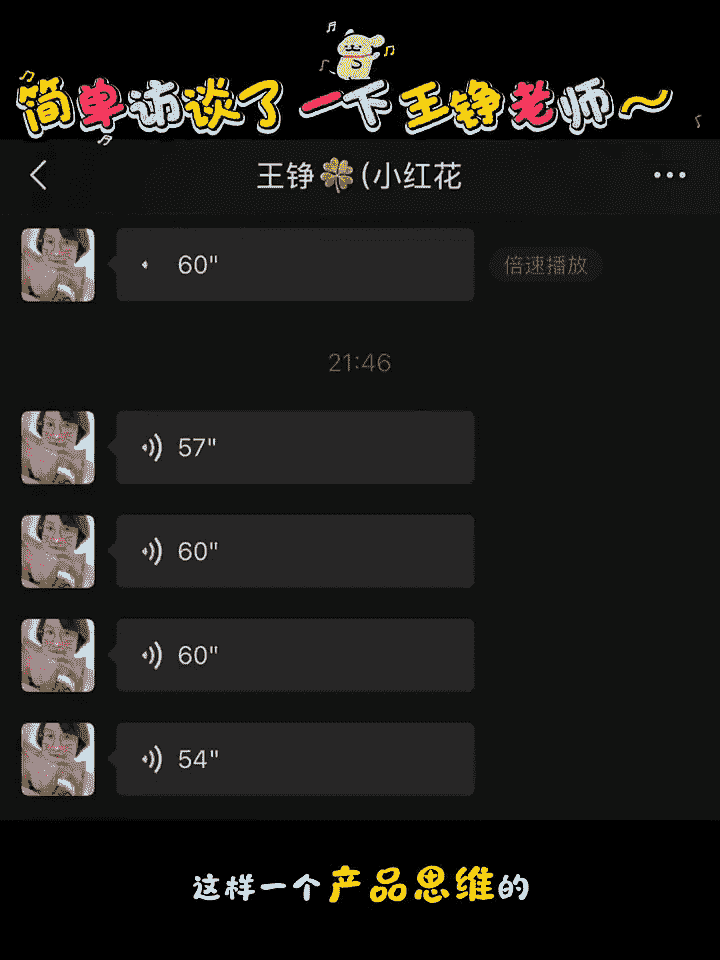 简单访谈了一下王铮老师～
王铮🍀(小红花
60"
倍速播放
21:46
57"
60"
60"
54"
这样一个产品思维的